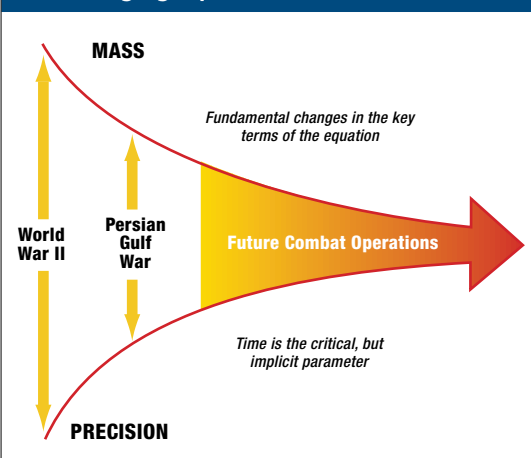 MASS
Fundamental changes in the key
terms of the equation
World
War II
Persian
Gulf
War
Future Combat Operations
Time is the critical, but
implicit parameter
PRECISION